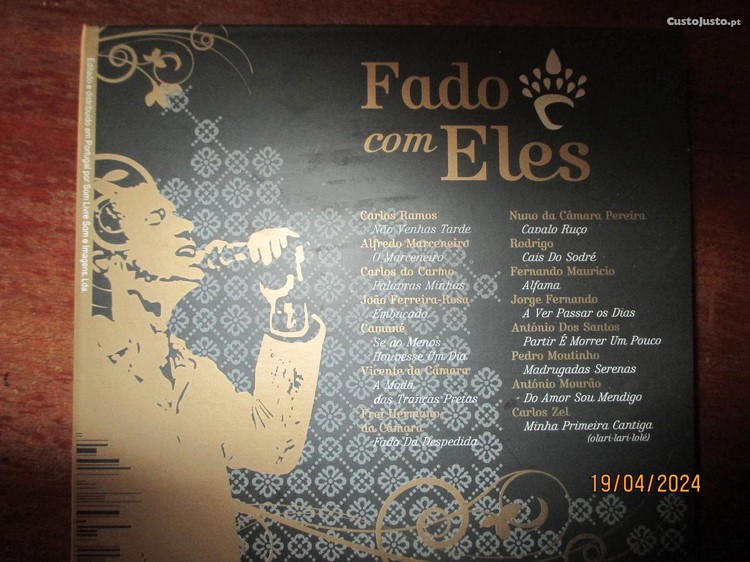 CustoJusto.pt
Fado
com Eles
Carlos Ramos
Não Venhas Tarde
Alfredo Marceneiro
O Marceneiro
Carlos do Carmo
Palavras Minhas
João Ferreira-Rosa
Embuçado
Camané
Se ao Menos
Houvesse Um Dia
Vicente da Câmara
A Moda
das Tranças Pretas
Frei Hermano
da Câmara
Fado Da Despedida
Nuno da Câmara Pereira
Cavalo Ruço
Rodrigo
Cais Do Sodré
Fernando Mauricio
Alfama
Jorge Fernando
A Ver Passar os Dias
António Dos Santos
Partir É Morrer Um Pouco
Pedro Moutinho
Madrugadas Serenas
António Mourão
Do Amor Sou Mendigo
Carlos Zel
Minha Primeira Cantiga
(olari-lari-lolé)
Editado e distribuído em Portugal por Som Livre Som e Imagens, Lda.
19/04/2024